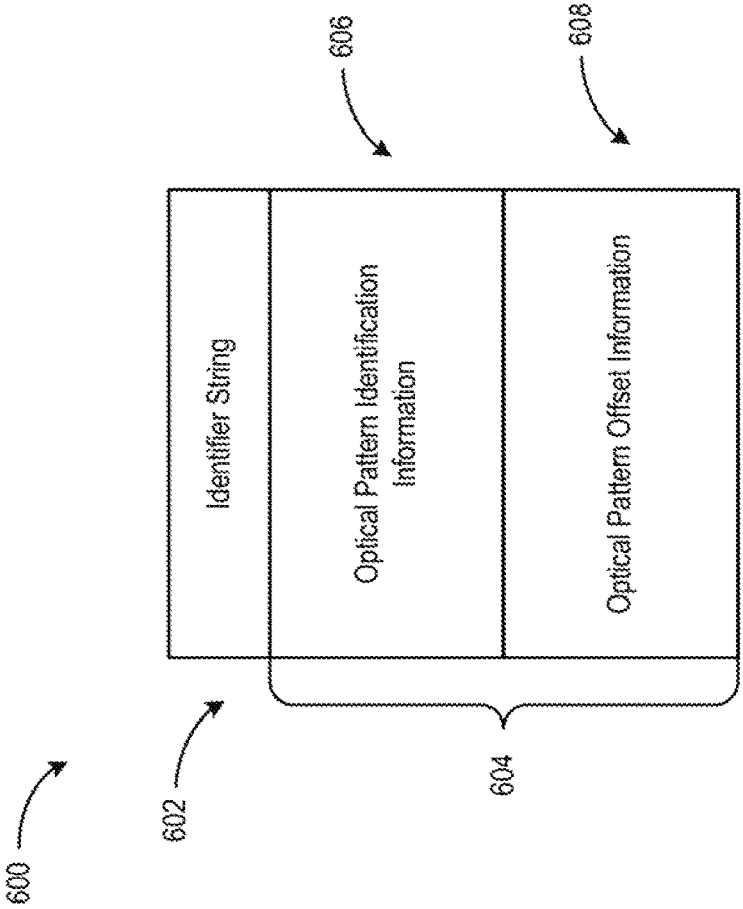 600
602
Identifier String
Optical Pattern Identification
Information
606
604
Optical Pattern Offset Information
608